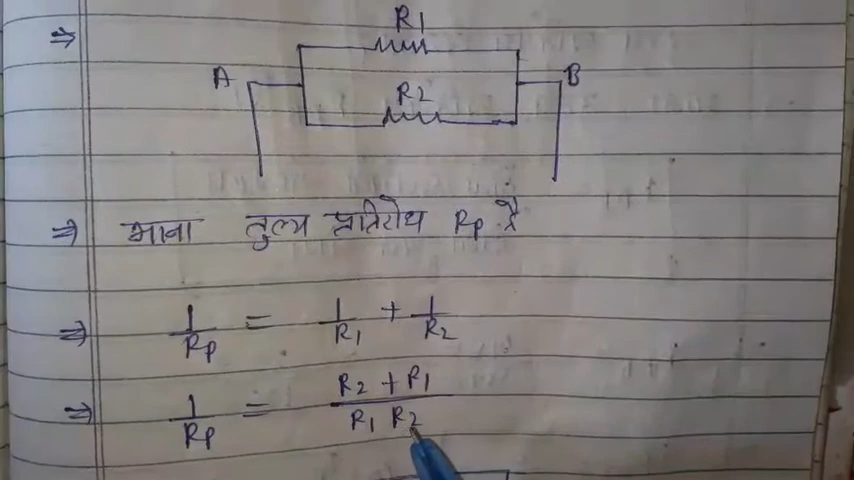 ⇒ R1
A B
R2
⇒ माना तुल्य प्रतिरोध Rp है
⇒ 1/Rp = 1/R1 + 1/R2
⇒ 1/Rp = R2 + R1 / R1 R2